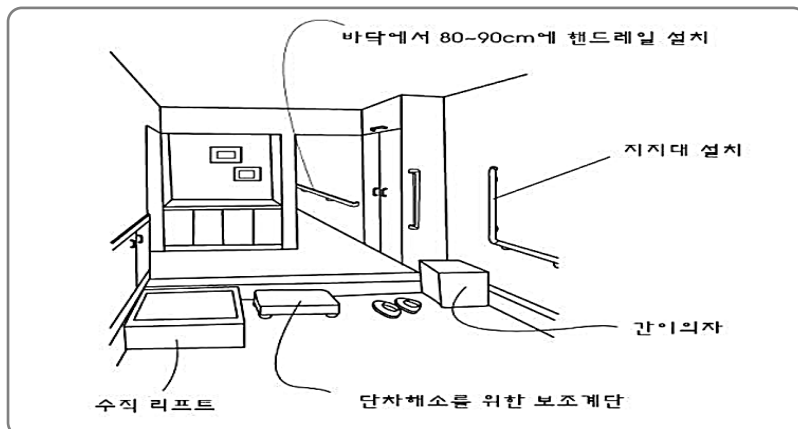 바닥에서 80~90cm에 핸드레일 설치
지지대 설치
간이의자
단차해소를 위한 보조계단
수직 리프트